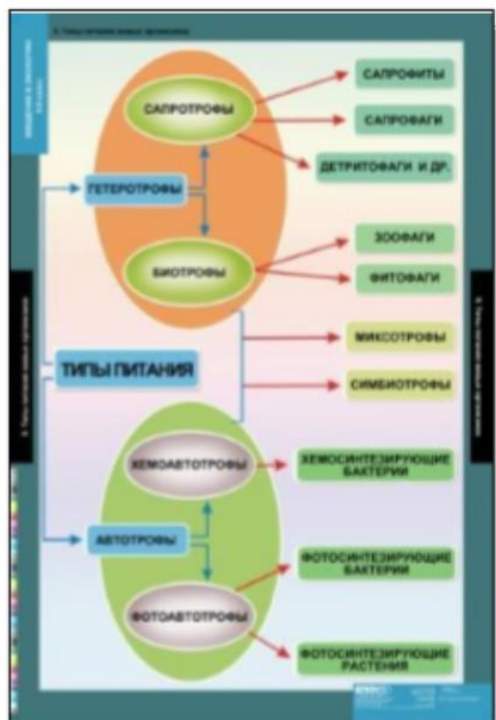 САПРОТРОФЫ
САПРОФИТЫ
САПРОФАГИ
ДЕТРИТОФАГИ И ДР.
ГЕТЕРОТРОФЫ
ЗООФАГИ
БИОТРОФЫ
ФИТОФАГИ
МИКСОТРОФЫ
ТИПЫ ПИТАНИЯ
СИМБИОТРОФЫ
ХЕМОАВТОТРОФЫ
ХЕМОСИНТЕЗИРУЮЩИЕ
БАКТЕРИИ
АВТОТРОФЫ
ФОТОСИНТЕЗИРУЮЩИЕ
БАКТЕРИИ
ФОТОАВТОТРОФЫ
ФОТОСИНТЕЗИРУЮЩИЕ
РАСТЕНИЯ